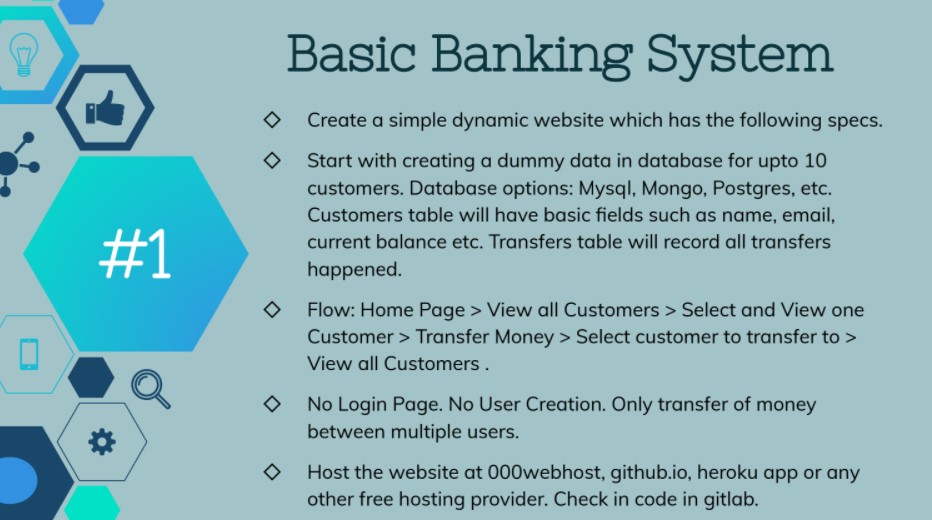 Basic Banking System
#1
Create a simple dynamic website which has the following specs.
Start with creating a dummy data in database for upto 10
customers. Database options: Mysql, Mongo, Postgres, etc.
Customers table will have basic fields such as name, email,
current balance etc. Transfers table will record all transfers
happened.
Flow: Home Page > View all Customers > Select and View one
Customer > Transfer Money > Select customer to transfer to >
View all Customers .
No Login Page. No User Creation. Only transfer of money
between multiple users.
Host the website at 000webhost, github.io, heroku app or any
other free hosting provider. Check in code in gitlab.